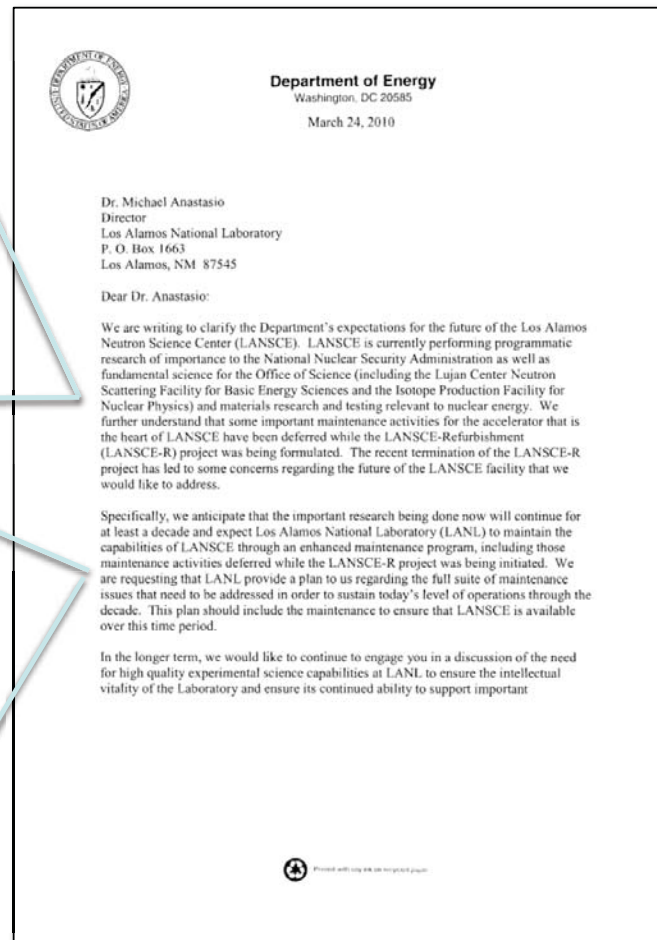 DEPARTMENT OF ENERGY
UNITED STATES OF AMERICA
Department of Energy
Washington, DC 20585
March 24, 2010
Dr. Michael Anastasio
Director
Los Alamos National Laboratory
P. O. Box 1663
Los Alamos, NM 87545
Dear Dr. Anastasio:
We are writing to clarify the Department's expectations for the future of the Los Alamos
Neutron Science Center (LANSCE). LANSCE is currently performing programmatic
research of importance to the National Nuclear Security Administration as well as
fundamental science for the Office of Science (including the Lujan Center Neutron
Scattering Facility for Basic Energy Sciences and the Isotope Production Facility for
Nuclear Physics) and materials research and testing relevant to nuclear energy. We
further understand that some important maintenance activities for the accelerator that is
the heart of LANSCE have been deferred while the LANSCE-Refurbishment
(LANSCE-R) project was being formulated. The recent termination of the LANSCE-R
project has led to some concerns regarding the future of the LANSCE facility that we
would like to address.
Specifically, we anticipate that the important research being done now will continue for
at least a decade and expect Los Alamos National Laboratory (LANL) to maintain the
capabilities of LANSCE through an enhanced maintenance program, including those
maintenance activities deferred while the LANSCE-R project was being initiated. We
are requesting that LANL provide a plan to us regarding the full suite of maintenance
issues that need to be addressed in order to sustain today's level of operations through the
decade. This plan should include the maintenance to ensure that LANSCE is available
over this time period.
In the longer term, we would like to continue to engage you in a discussion of the need
for high quality experimental science capabilities at LANL to ensure the intellectual
vitality of the Laboratory and ensure its continued ability to support important
Printed with soy ink on recycled paper